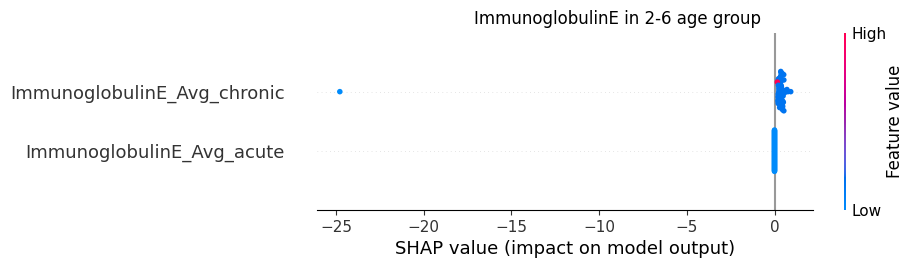 ImmunoglobulinE in 2-6 age group
High
ImmunoglobulinE_Avg_chronic
ImmunoglobulinE_Avg_acute
Feature value
Low
−25 −20 −15 −10 −5 0
SHAP value (impact on model output)